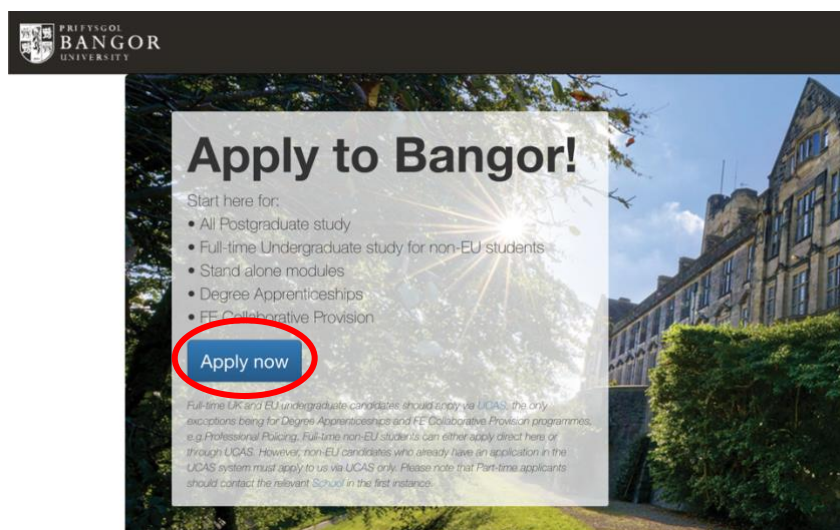 PRIFYSGOL
BANGOR
UNIVERSITY
Apply to Bangor!
Start here for:
• All Postgraduate study
• Full-time Undergraduate study for non-EU students
• Stand alone modules
• Degree Apprenticeships
• FE Collaborative Provision
Apply now
Full-time UK and EU undergraduate candidates should apply via UCAS, the only
exceptions being for Degree Apprenticeships and FE Collaborative Provision programmes,
e.g Professional Policing. Full-time non-EU students can either apply direct here or
through UCAS. However, non-EU candidates who already have an application in the
UCAS system must apply to us via UCAS only. Please note that Part-time applicants
should contact the relevant School in the first instance.